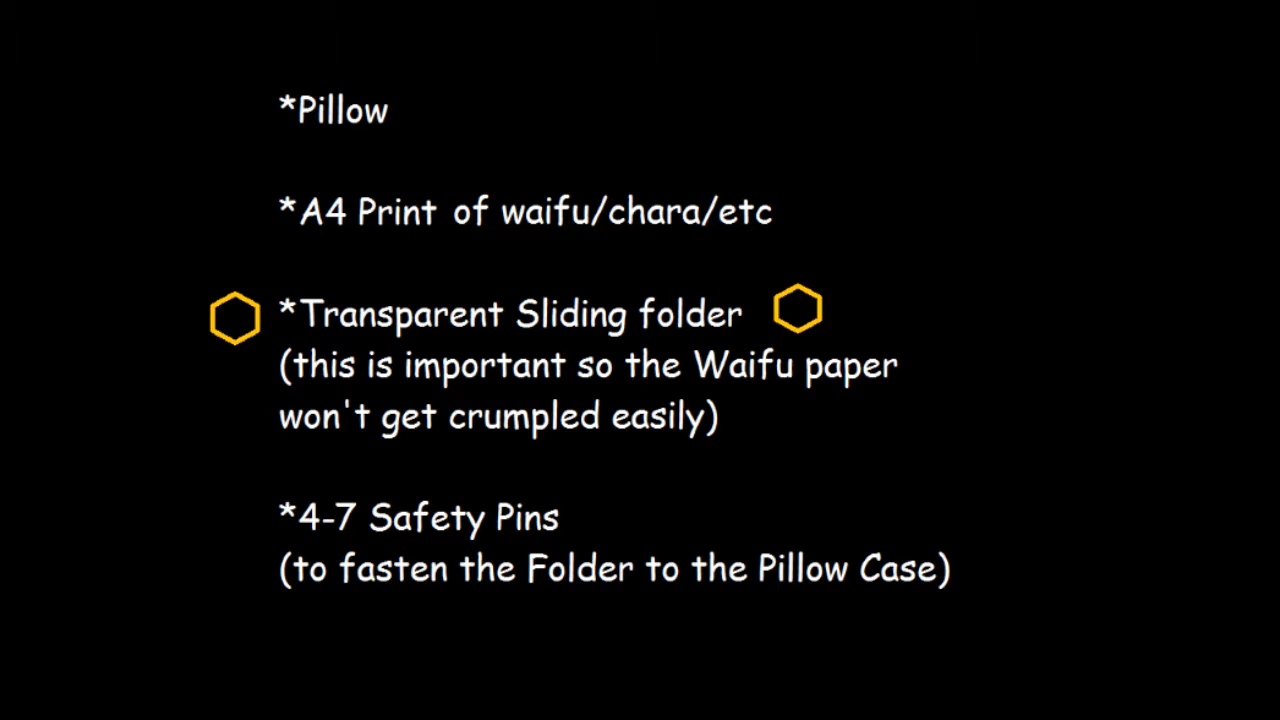 *Pillow
*A4 Print of waifu/chara/etc
*Transparent Sliding folder
(this is important so the Waifu paper
won't get crumpled easily)
*4-7 Safety Pins
(to fasten the Folder to the Pillow Case)